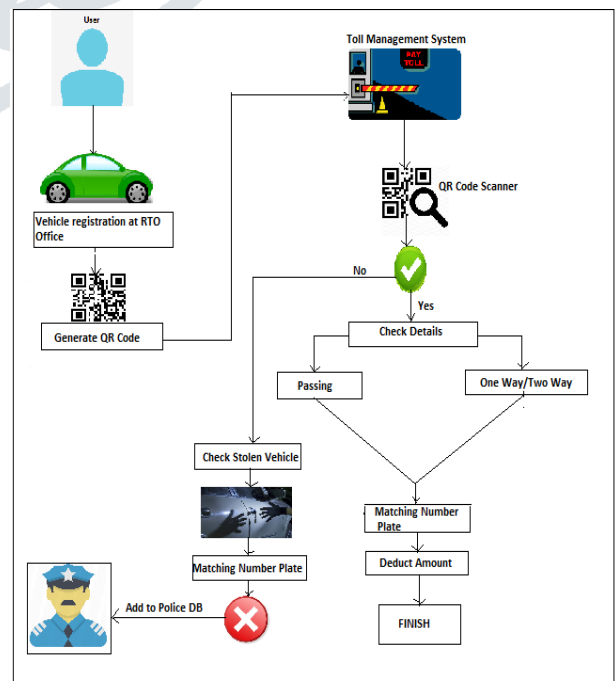 User
Toll Management System
PAY
TOLL
QR Code Scanner
Vehicle registration at RTO
Office
Generate QR Code
No
Yes
Check Details
Passing
One Way/Two Way
Check Stolen Vehicle
Matching Number
Plate
Matching Number Plate
Deduct Amount
Add to Police DB
FINISH